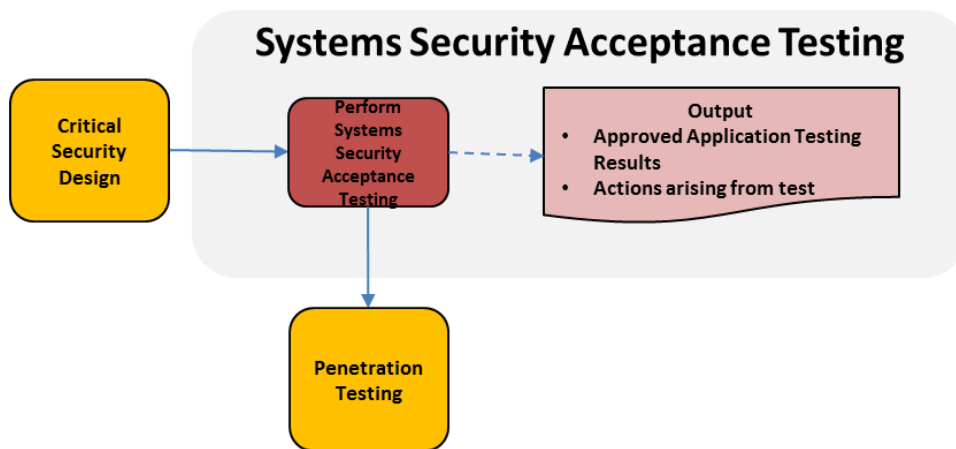 Systems Security Acceptance Testing
Critical
Security
Design
Perform
Systems
Security
Acceptance
Testing
Output
• Approved Application Testing
Results
• Actions arising from test
Penetration
Testing